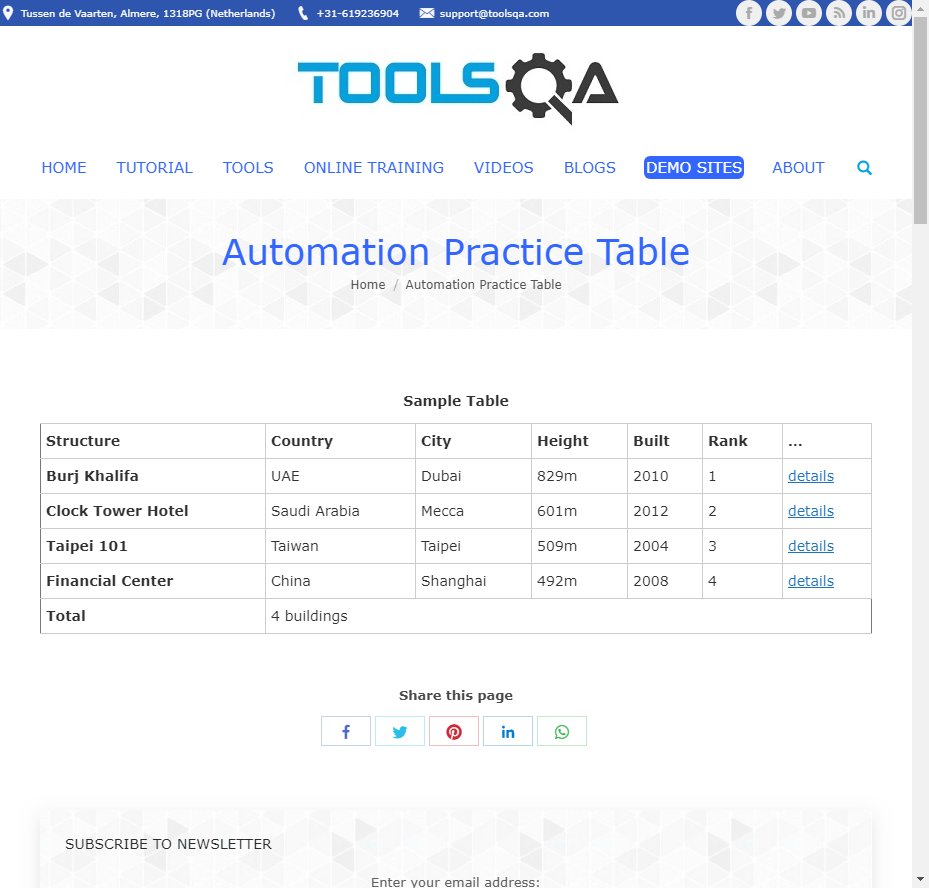 Tussen de Vaarten, Almere, 1318PG (Netherlands) +31-619236904 support@toolsqa.com
TOOLSQA
HOME TUTORIAL TOOLS ONLINE TRAINING VIDEOS BLOGS DEMO SITES ABOUT
Automation Practice Table
Home / Automation Practice Table
Sample Table
Structure Country City Height Built Rank ...
Burj Khalifa UAE Dubai 829m 2010 1 details
Clock Tower Hotel Saudi Arabia Mecca 601m 2012 2 details
Taipei 101 Taiwan Taipei 509m 2004 3 details
Financial Center China Shanghai 492m 2008 4 details
Total 4 buildings
Share this page
SUBSCRIBE TO NEWSLETTER
Enter your email address: